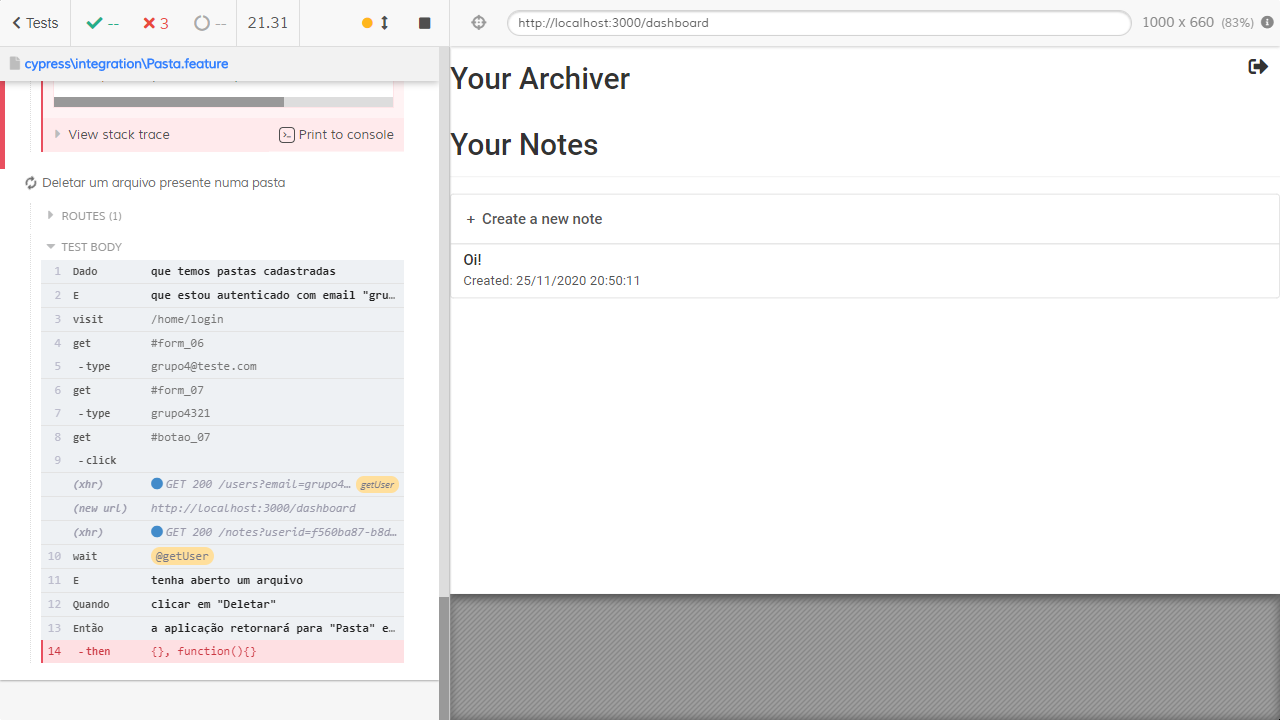 Tests -- 3 -- 21.31
http://localhost:3000/dashboard 1000 x 660 (83%)
cypress\integration\Pasta.feature
View stack trace Print to console
Deletar um arquivo presente numa pasta
ROUTES (1)
TEST BODY
1 Dado que temos pastas cadastradas
2 E que estou autenticado com email "gru…
3 visit /home/login
4 get #form_06
5 -type grupo4@teste.com
6 get #form_07
7 -type grupo4321
8 get #botao_07
9 -click
(xhr) GET 200 /users?email=grupo4… getUser
(new url) http://localhost:3000/dashboard
(xhr) GET 200 /notes?userid=f560ba87-b8d…
10 wait @getUser
11 E tenha aberto um arquivo
12 Quando clicar em "Deletar"
13 Então a aplicação retornará para "Pasta" e…
14 -then {}, function(){}
Your Archiver
Your Notes
+ Create a new note
Oi!
Created: 25/11/2020 20:50:11